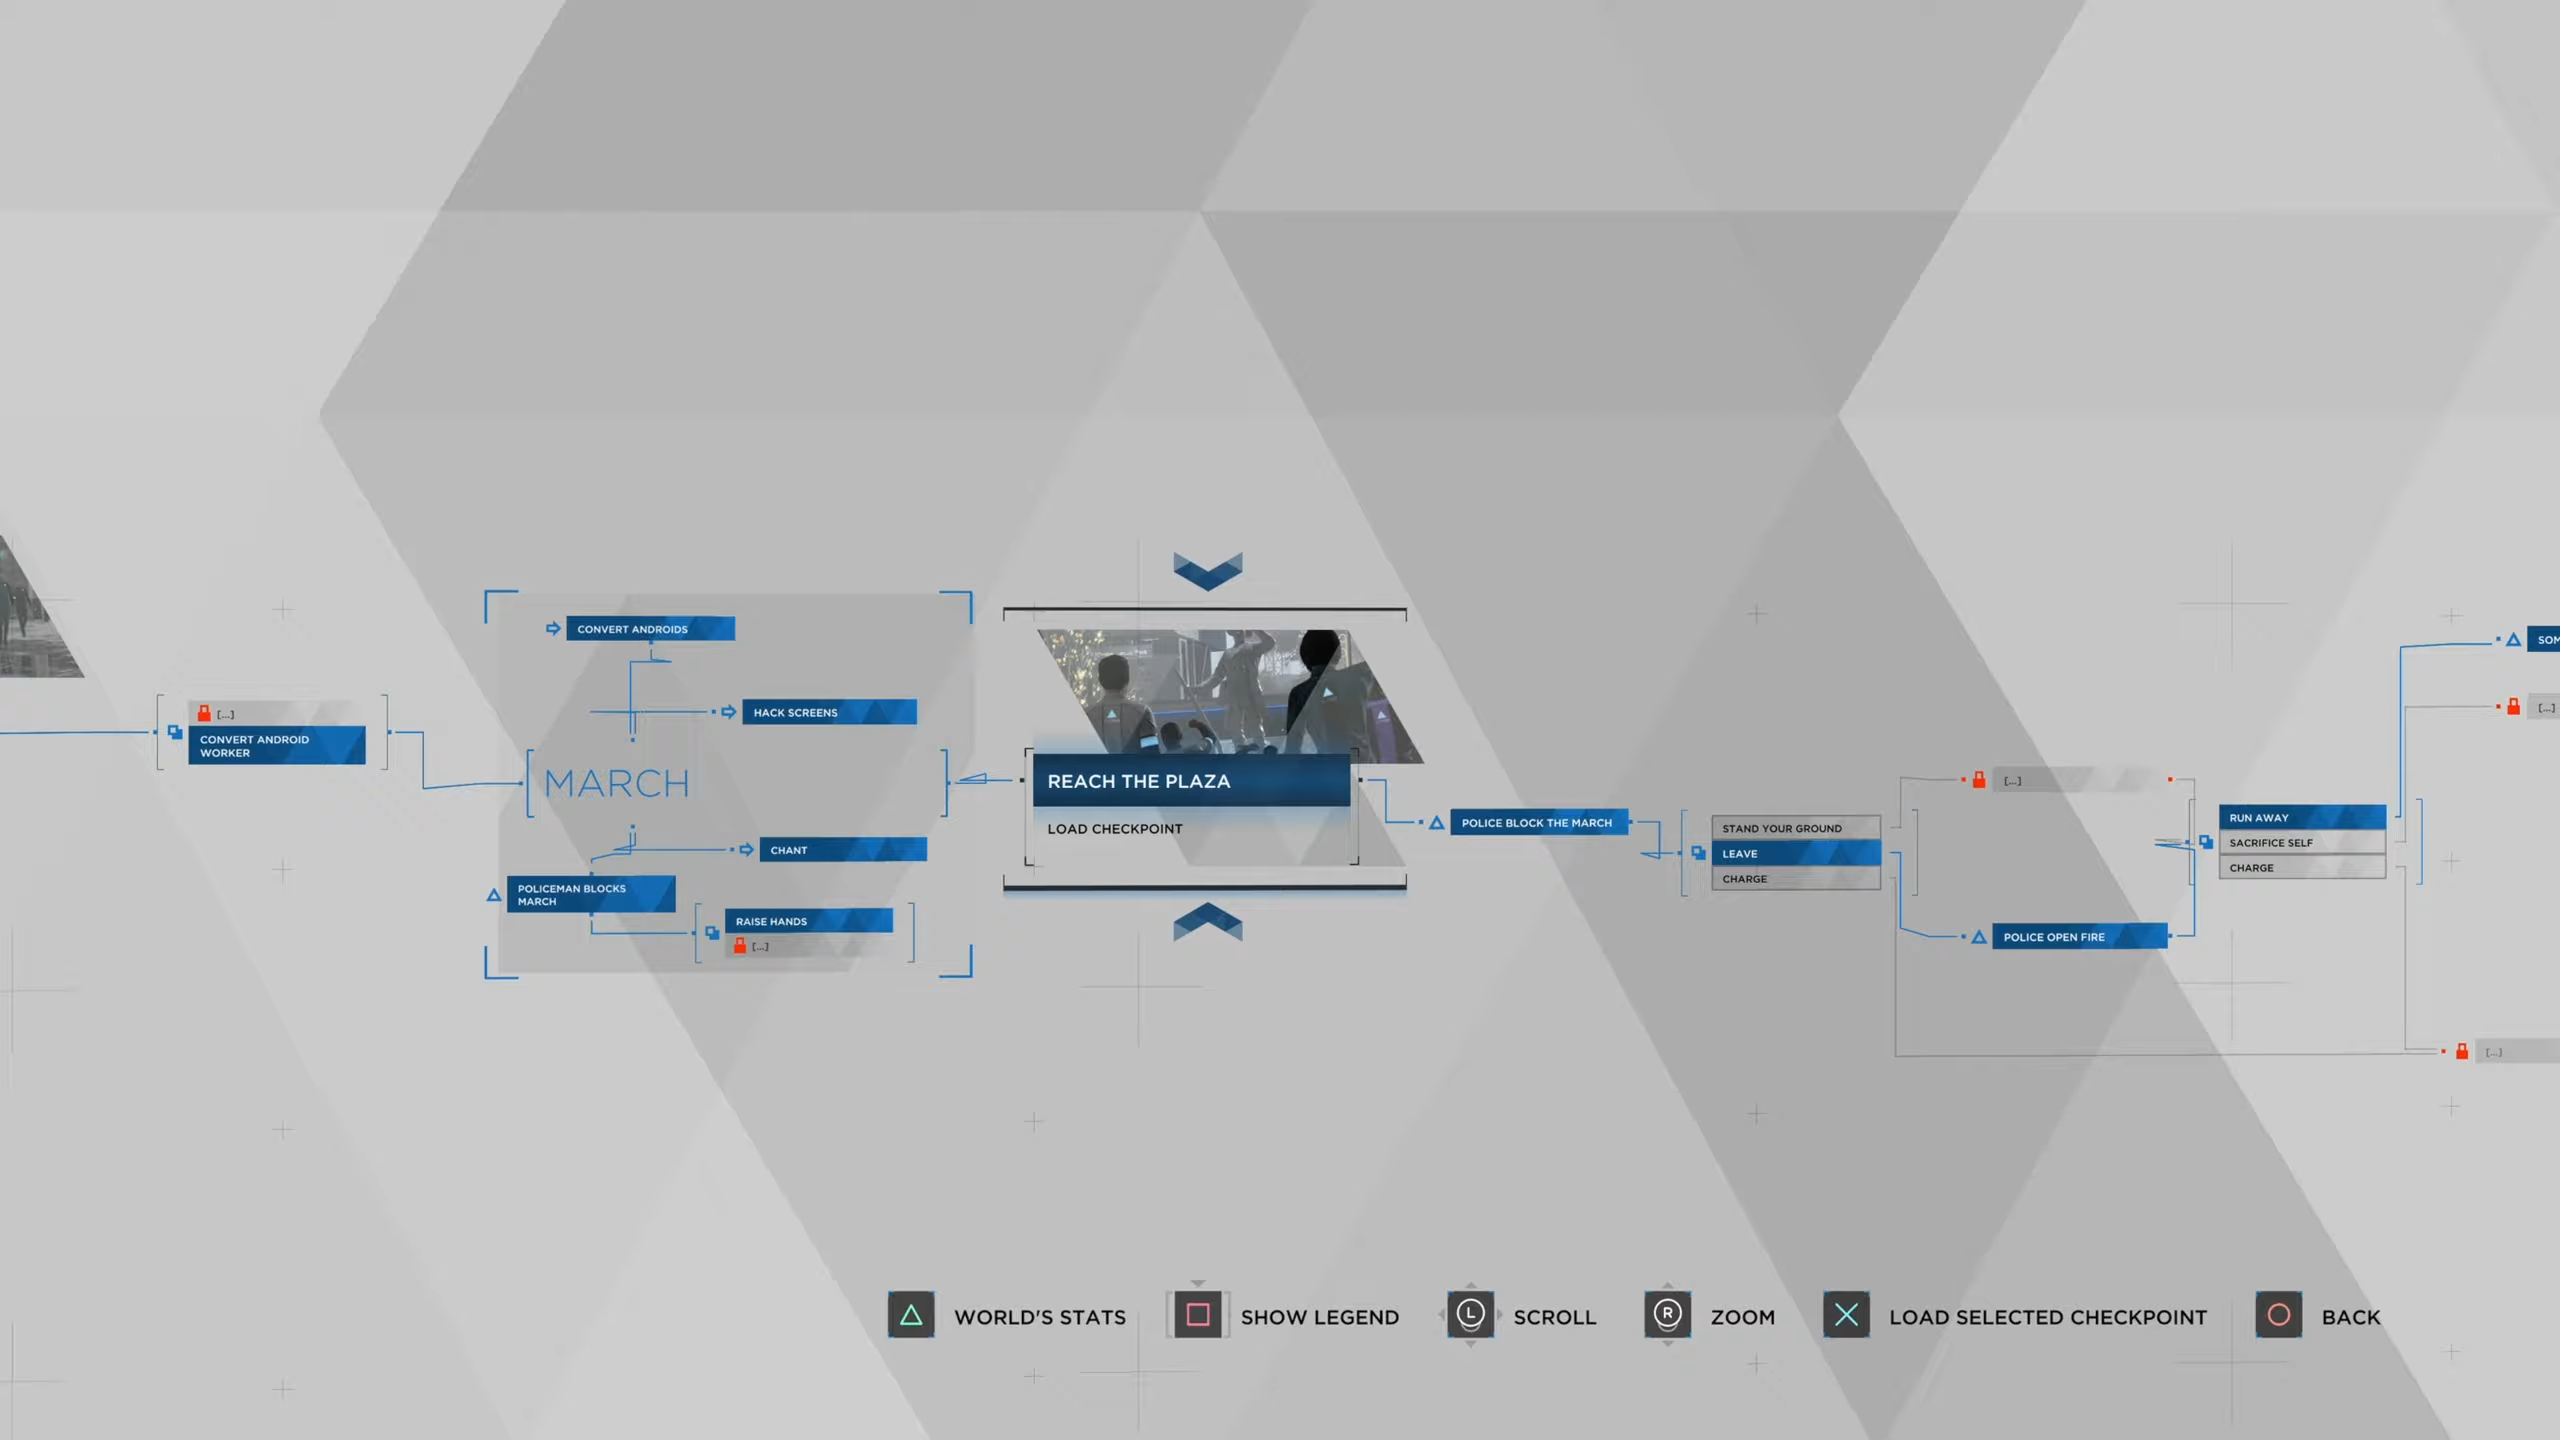 [...]
CONVERT ANDROID
WORKER
CONVERT ANDROIDS
HACK SCREENS
MARCH
CHANT
POLICEMAN BLOCKS
MARCH
RAISE HANDS
[...]
REACH THE PLAZA
LOAD CHECKPOINT
POLICE BLOCK THE MARCH
STAND YOUR GROUND
LEAVE
CHARGE
[...]
POLICE OPEN FIRE
RUN AWAY
SACRIFICE SELF
CHARGE
SOM
[...]
[...]
WORLD'S STATS
SHOW LEGEND
L
SCROLL
R
ZOOM
LOAD SELECTED CHECKPOINT
BACK